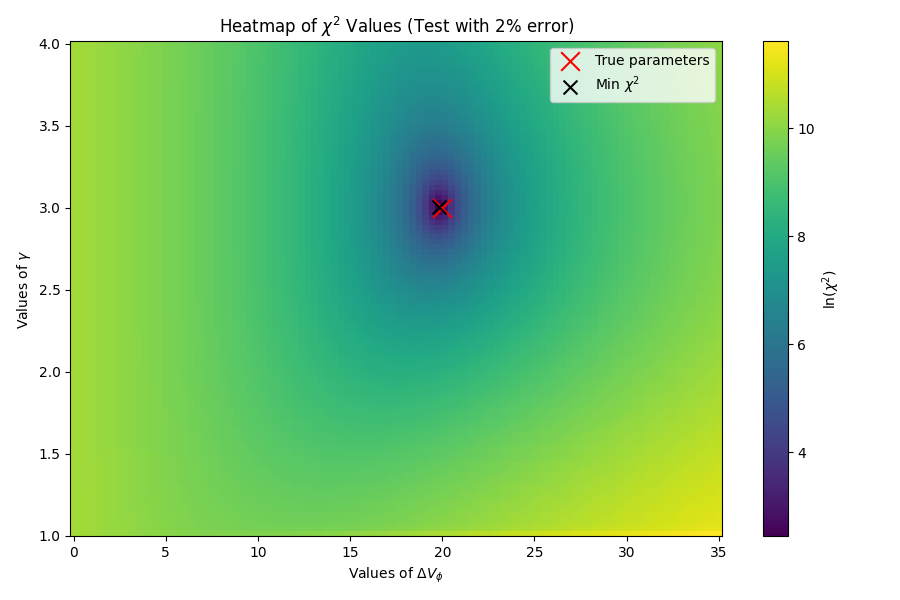 Heatmap of χ² Values (Test with 2% error)
True parameters
Min χ²
Values of γ
4.0
3.5
3.0
2.5
2.0
1.5
1.0
0 5 10 15 20 25 30 35
Values of ΔV_ϕ
10
8
6
4
ln(χ²)